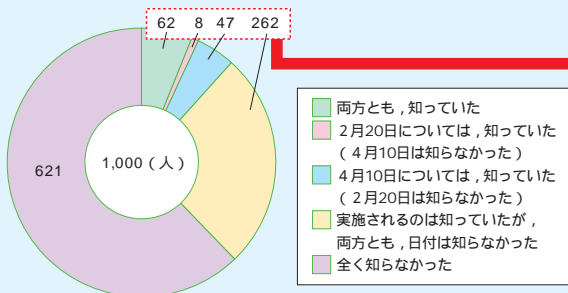 62 8 47 262
621
1,000（人）
両方とも，知っていた
２月20日については，知っていた
（４月10日は知らなかった）
４月10日については，知っていた
（２月20日は知らなかった）
実施されるのは知っていたが，
両方とも，日付は知らなかった
全く知らなかった